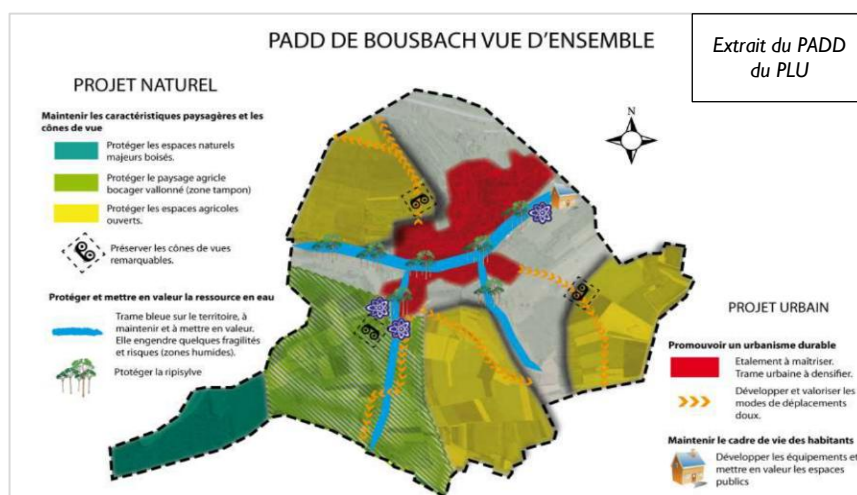 PADD DE BOUSBACH VUE D'ENSEMBLE
Extrait du PADD
du PLU
PROJET NATUREL
Maintenir les caractéristiques paysagères et les
cônes de vue
Protéger les espaces naturels
majeurs boisés.
Protéger le paysage agricle
bocager vallonné (zone tampon)
Protéger les espaces agricoles
ouverts.
Préserver les cônes de vues
remarquables.
Protéger et mettre en valeur la ressource en eau
Trame bleue sur le territoire, à
maintenir et à mettre en valeur.
Elle engendre quelques fragilités
et risques (zones humides).
Ptotéger la ripisylve
N
PROJET URBAIN
Promouvoir un urbanisme durable
Etalement à maîtriser.
Trame urbaine à densifier.
Développer et valoriser les
modes de déplacements
doux.
Maintenir le cadre de vie des habitants
Développer les équipements et
mettre en valeur les espaces
publics